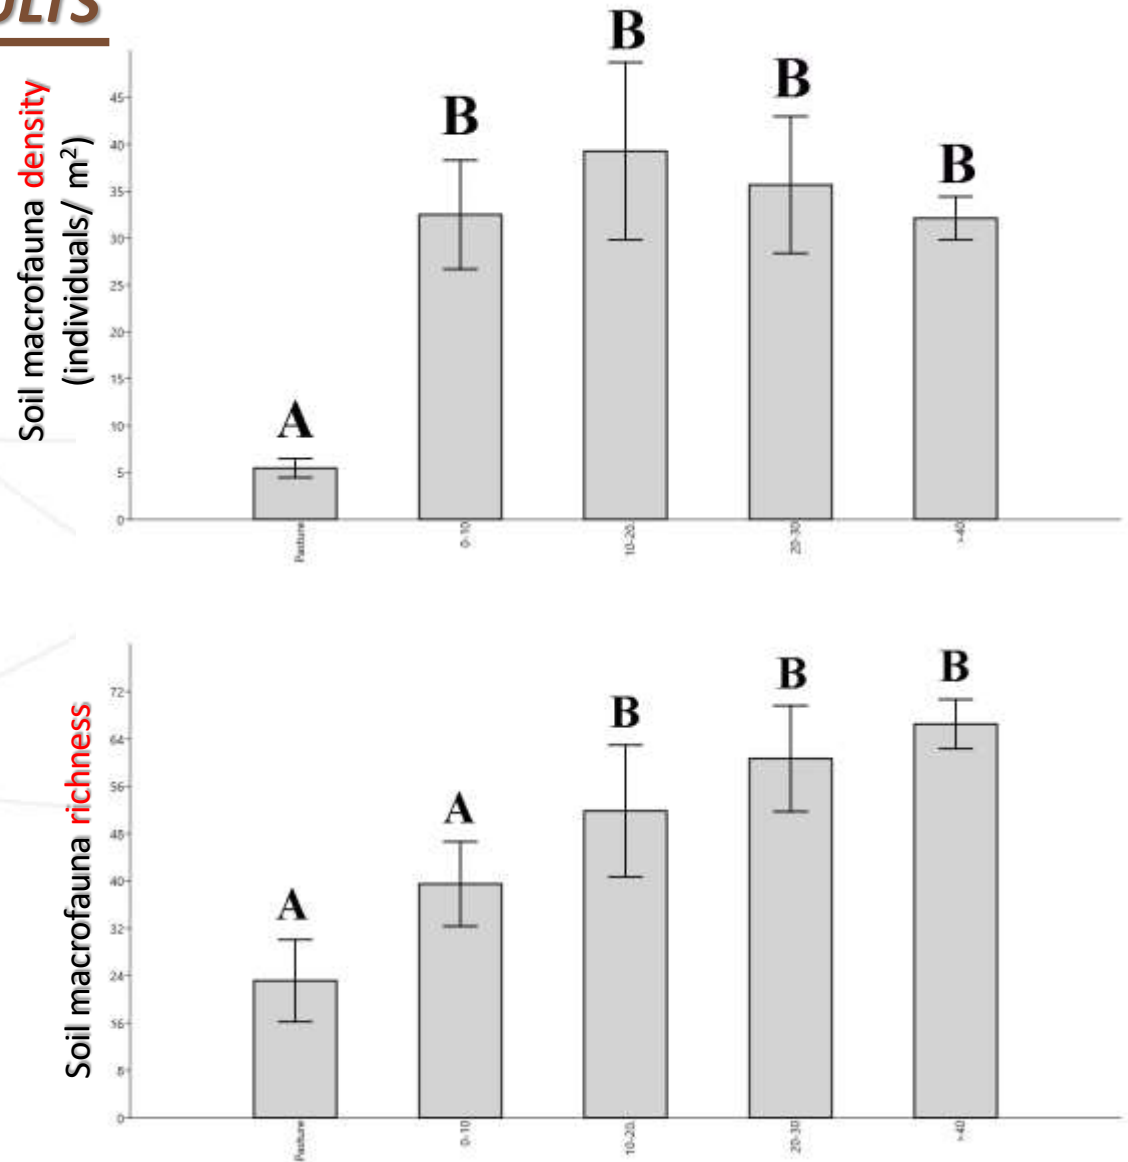 ULTS
Soil macrofauna density
(individuals/ m²)
45
40
35
30
25
20
15
10
5
0
A
B
B
B
B
Pasture
0-10
10-20
20-30
>40
Soil macrofauna richness
72
64
56
48
40
32
24
16
8
0
A
A
B
B
B
Pasture
0-10
10-20
20-30
>40